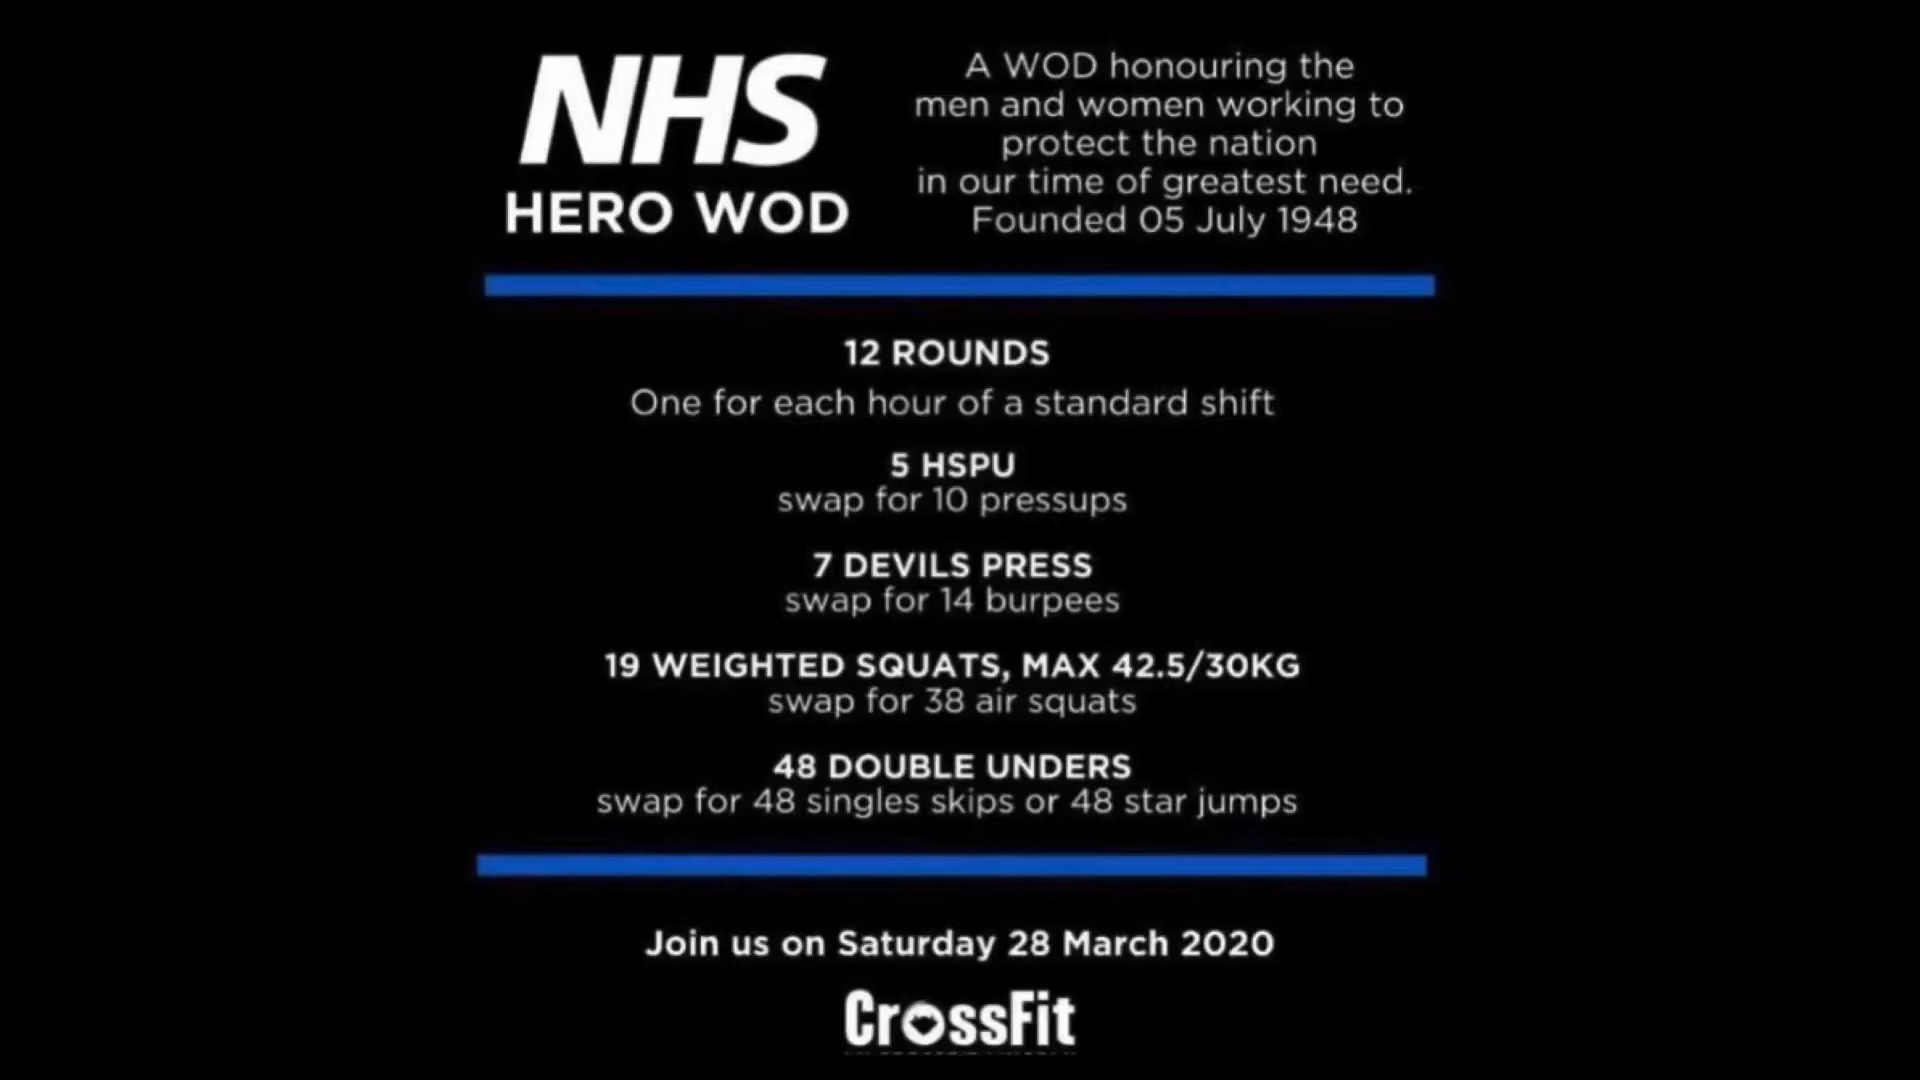 NHS
HERO WOD
A WOD honouring the
men and women working to
protect the nation
in our time of greatest need.
Founded 05 July 1948
12 ROUNDS
One for each hour of a standard shift
5 HSPU
swap for 10 pressups
7 DEVILS PRESS
swap for 14 burpees
19 WEIGHTED SQUATS, MAX 42.5/30KG
swap for 38 air squats
48 DOUBLE UNDERS
swap for 48 singles skips or 48 star jumps
Join us on Saturday 28 March 2020
CrossFit